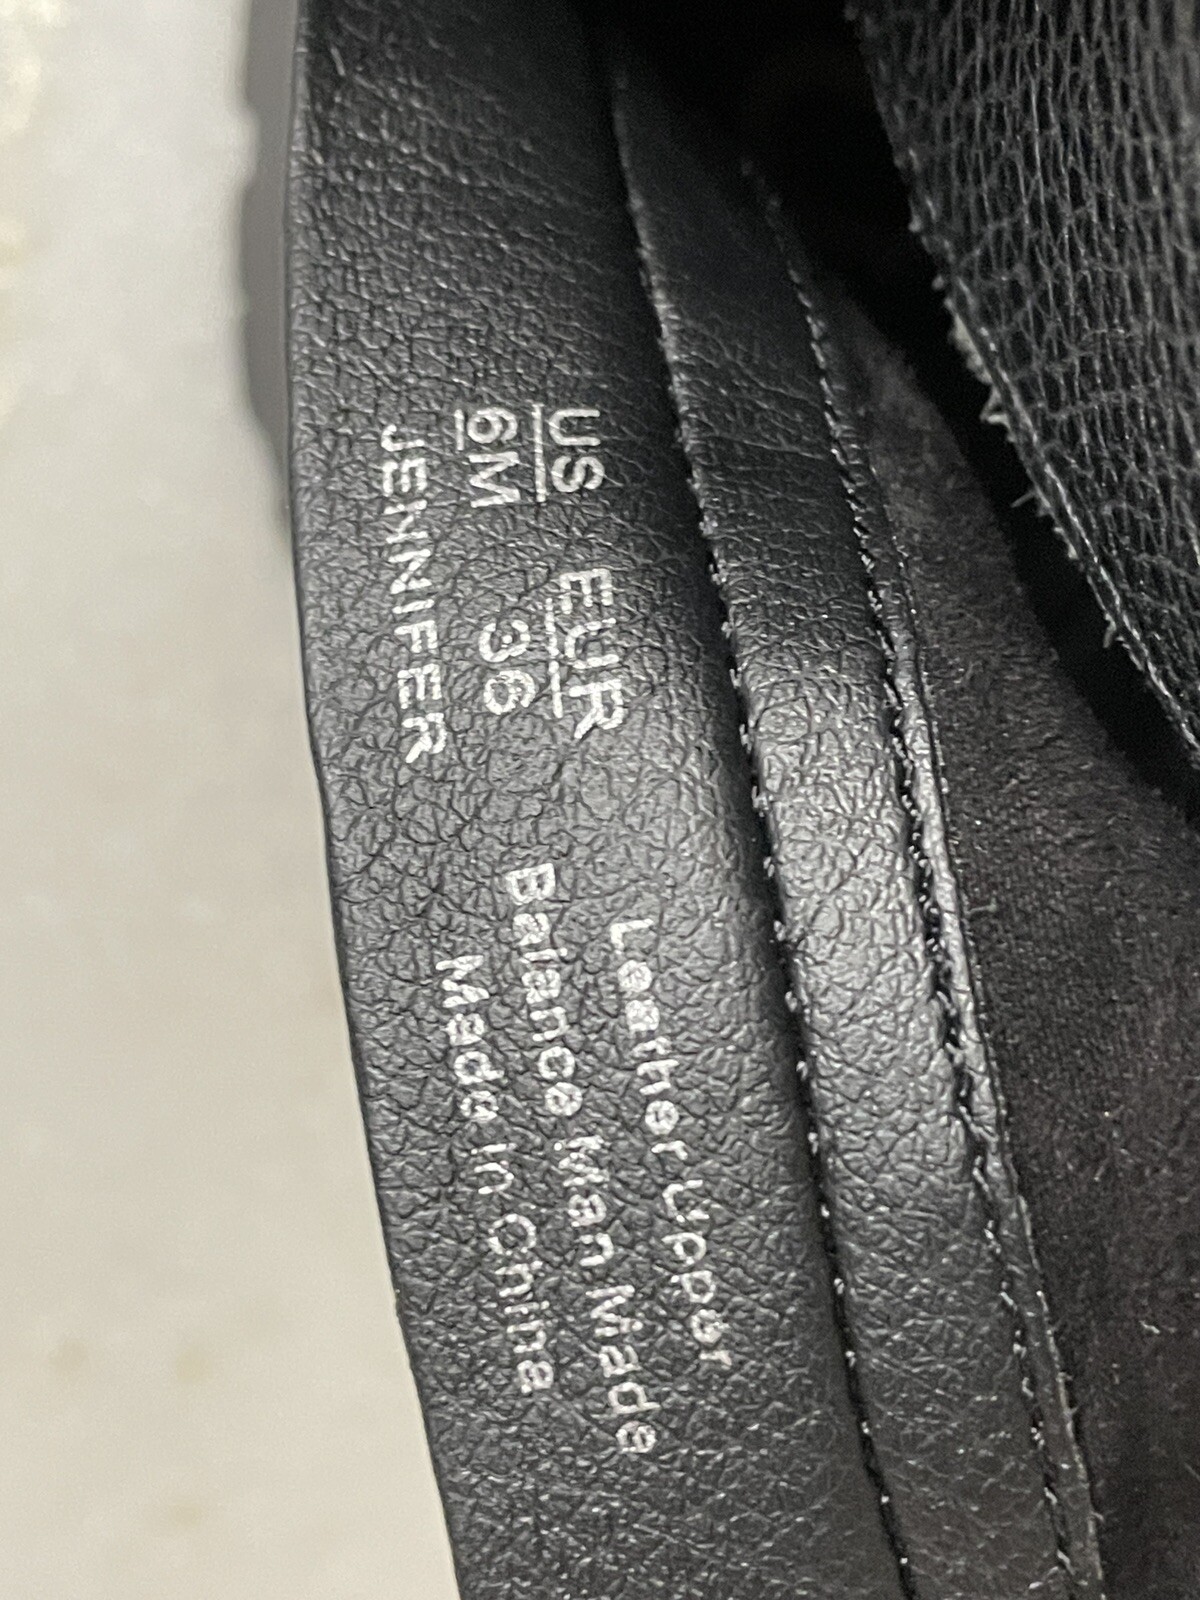 US EUR
6M 36
JENNIFER
Leather Upper
Balance Man Made
Made in China